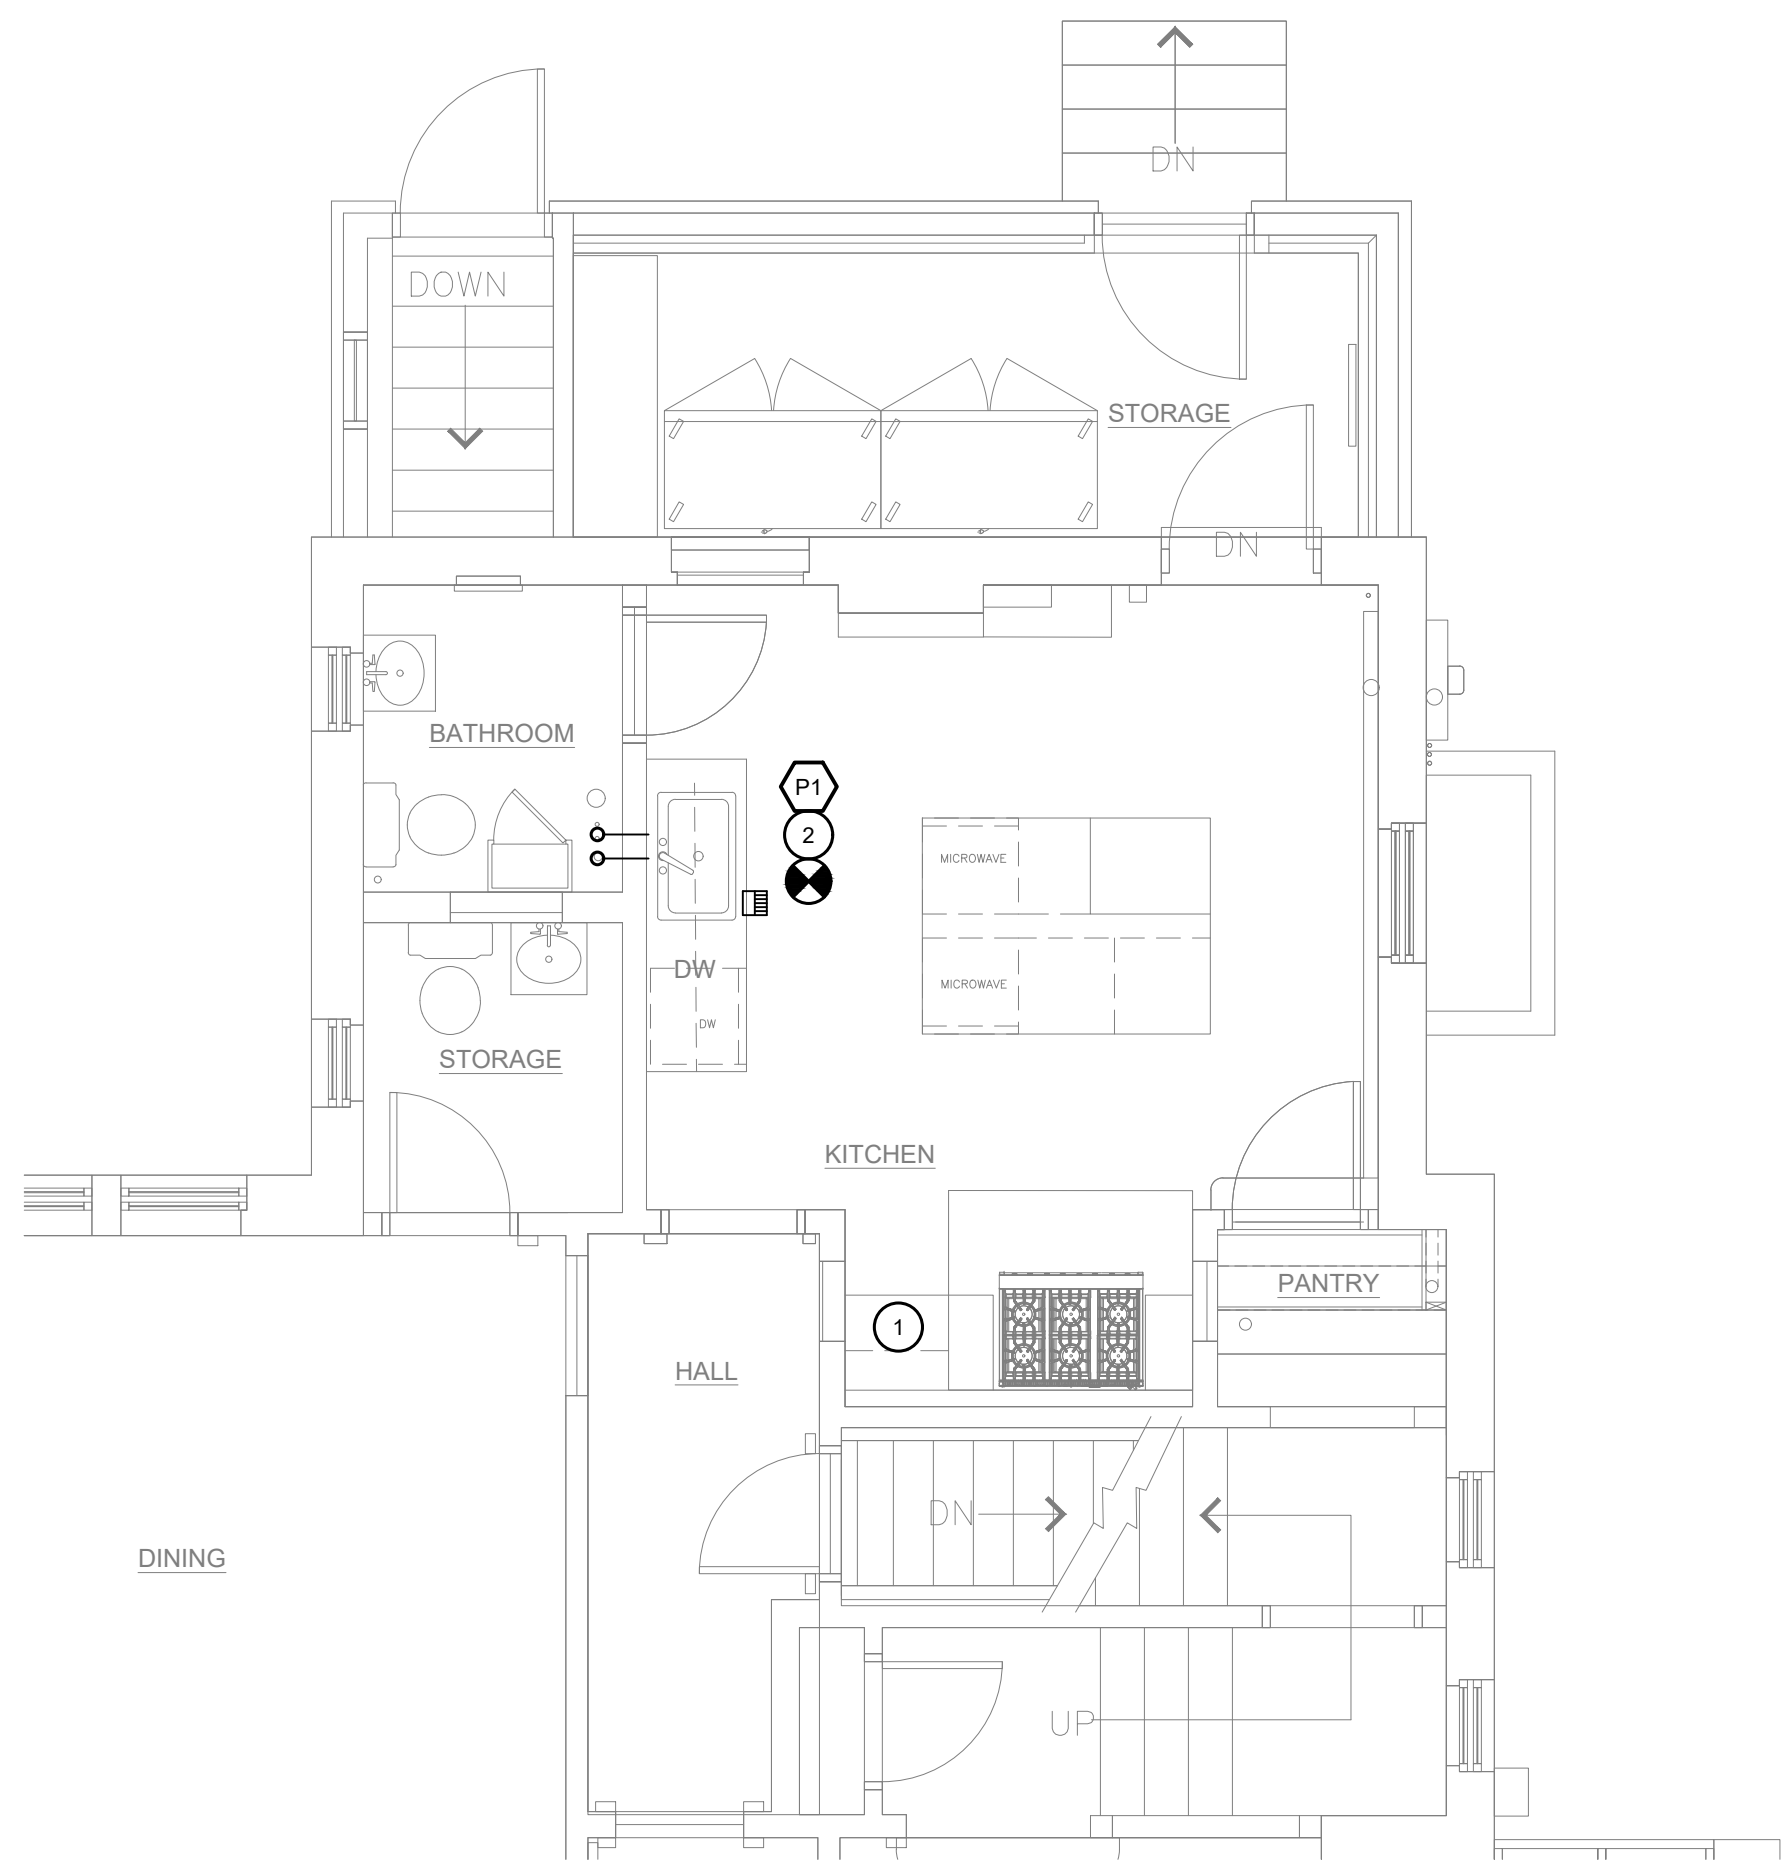 DN
DOWN
STORAGE
DN
BATHROOM
P1
2
MICROWAVE
DW
MICROWAVE
DW
STORAGE
KITCHEN
PANTRY
1
HALL
DN
DINING
UP